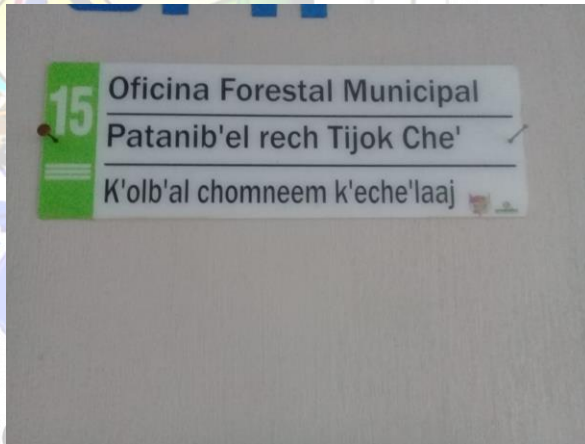 15
Oficina Forestal Municipal
Patanib'el rech Tijok Che'
K'olb'al chomneem k'eche'laaj